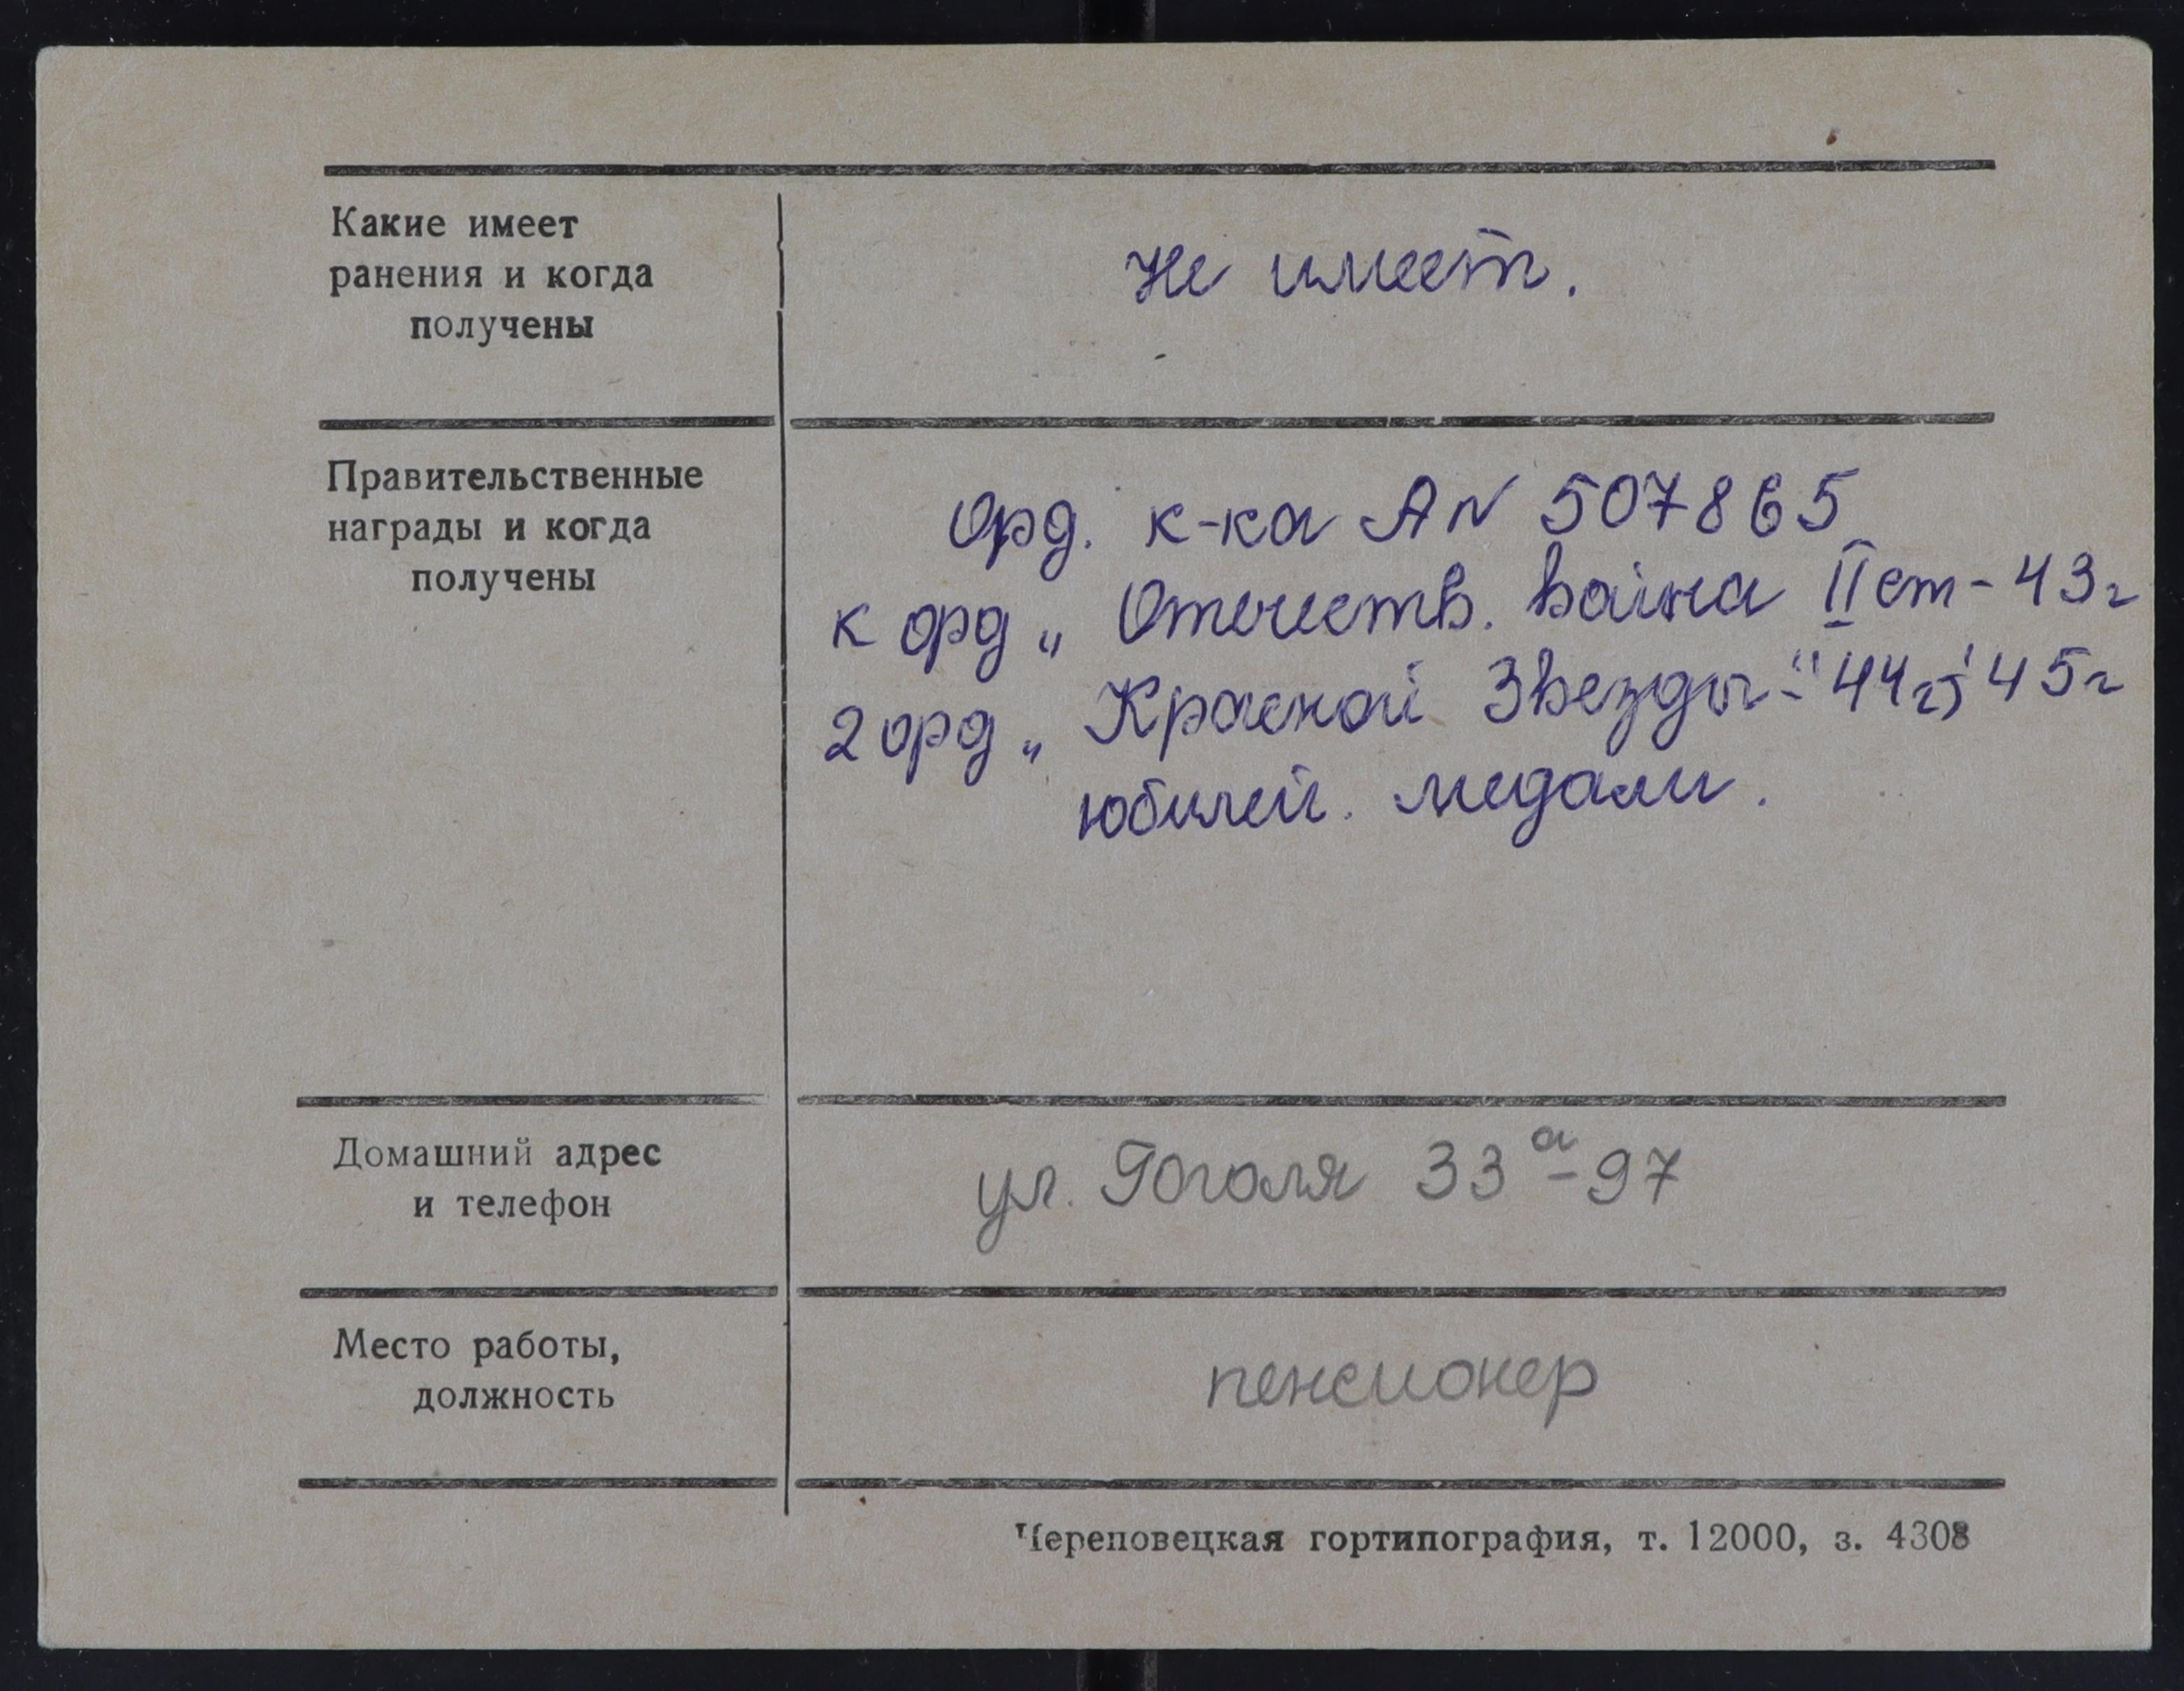 Какие имеет
ранения и когда
получены
не имеет.
Правительственные
награды и когда
получены
Орд. к-ка А N 507865
к орд „ Отечеств. война II ст - 43г
2 орд „ Красной Звезды" - 44г, 45г
юбилей. медали.
Домашний адрес
и телефон
ул. Гоголя 33а - 97
Место работы,
должность
пенсионер
Череповецкая гортипография, т. 12000, з. 4308